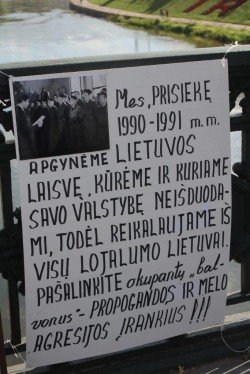 Mes, PRISIEKĘ
1990-1991 m.m.
APGYNĖME LIETUVOS
LAISVĘ, KŪRĖME IR KURIAME
SAVO VALSTYBĘ NEIŠDUODA-
MI, TODĖL REIKALAUJAME IŠ
VISŲ LOJALUMO LIETUVAI.
PAŠALINKITE okupantų „bal-
vonus“- PROPOGANDOS IR MELO
AGRESIJOS ĮRANKIUS!!!